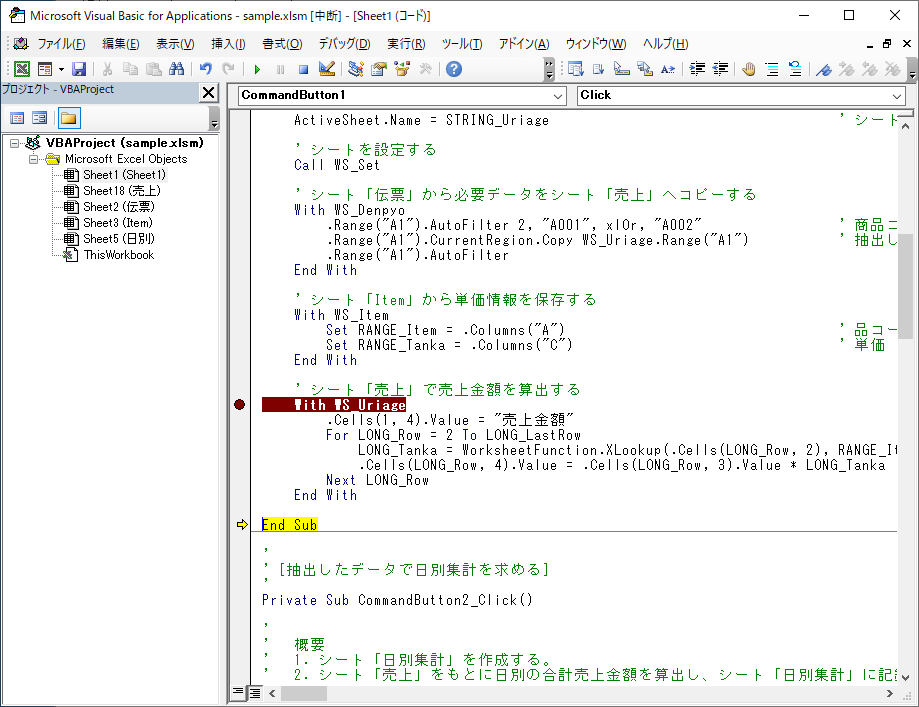 Microsoft Visual Basic for Applications - sample.xlsm [中断] - [Sheet1 (コード)]
ファイル(F) 編集(E) 表示(V) 挿入(I) 書式(O) デバッグ(D) 実行(R) ツール(T) アドイン(A) ウィンドウ(W) ヘルプ(H)
プロジェクト - VBAProject
CommandButton1 Click
VBAProject (sample.xlsm)
Microsoft Excel Objects
Sheet1 (Sheet1)
Sheet18 (売上)
Sheet2 (伝票)
Sheet3 (Item)
Sheet5 (日別)
ThisWorkbook
ActiveSheet.Name = STRING_Uriage ' シート
' シートを設定する
Call WS_Set
' シート「伝票」から必要データをシート「売上」へコピーする
With WS_Denpyo
.Range("A1").AutoFilter 2, "A001", xlOr, "A002" ' 商品コ
.Range("A1").CurrentRegion.Copy WS_Uriage.Range("A1") ' 抽出し
.Range("A1").AutoFilter
End With
' シート「Item」から単価情報を保存する
With WS_Item
Set RANGE_Item = .Columns("A") ' 品コー
Set RANGE_Tanka = .Columns("C") ' 単価
End With
' シート「売上」で売上金額を算出する
With WS_Uriage
.Cells(1, 4).Value = "売上金額"
For LONG_Row = 2 To LONG_LastRow
LONG_Tanka = WorksheetFunction.XLookup(.Cells(LONG_Row, 2), RANGE_It
.Cells(LONG_Row, 4).Value = .Cells(LONG_Row, 3).Value * LONG_Tanka
Next LONG_Row
End With
End Sub
'
' [抽出したデータで日別集計を求める]
'
Private Sub CommandButton2_Click()
'
' 概要
' 1. シート「日別集計」を作成する。
' 2. シート「売上」をもとに日別の合計売上金額を算出し、シート「日別集計」に記